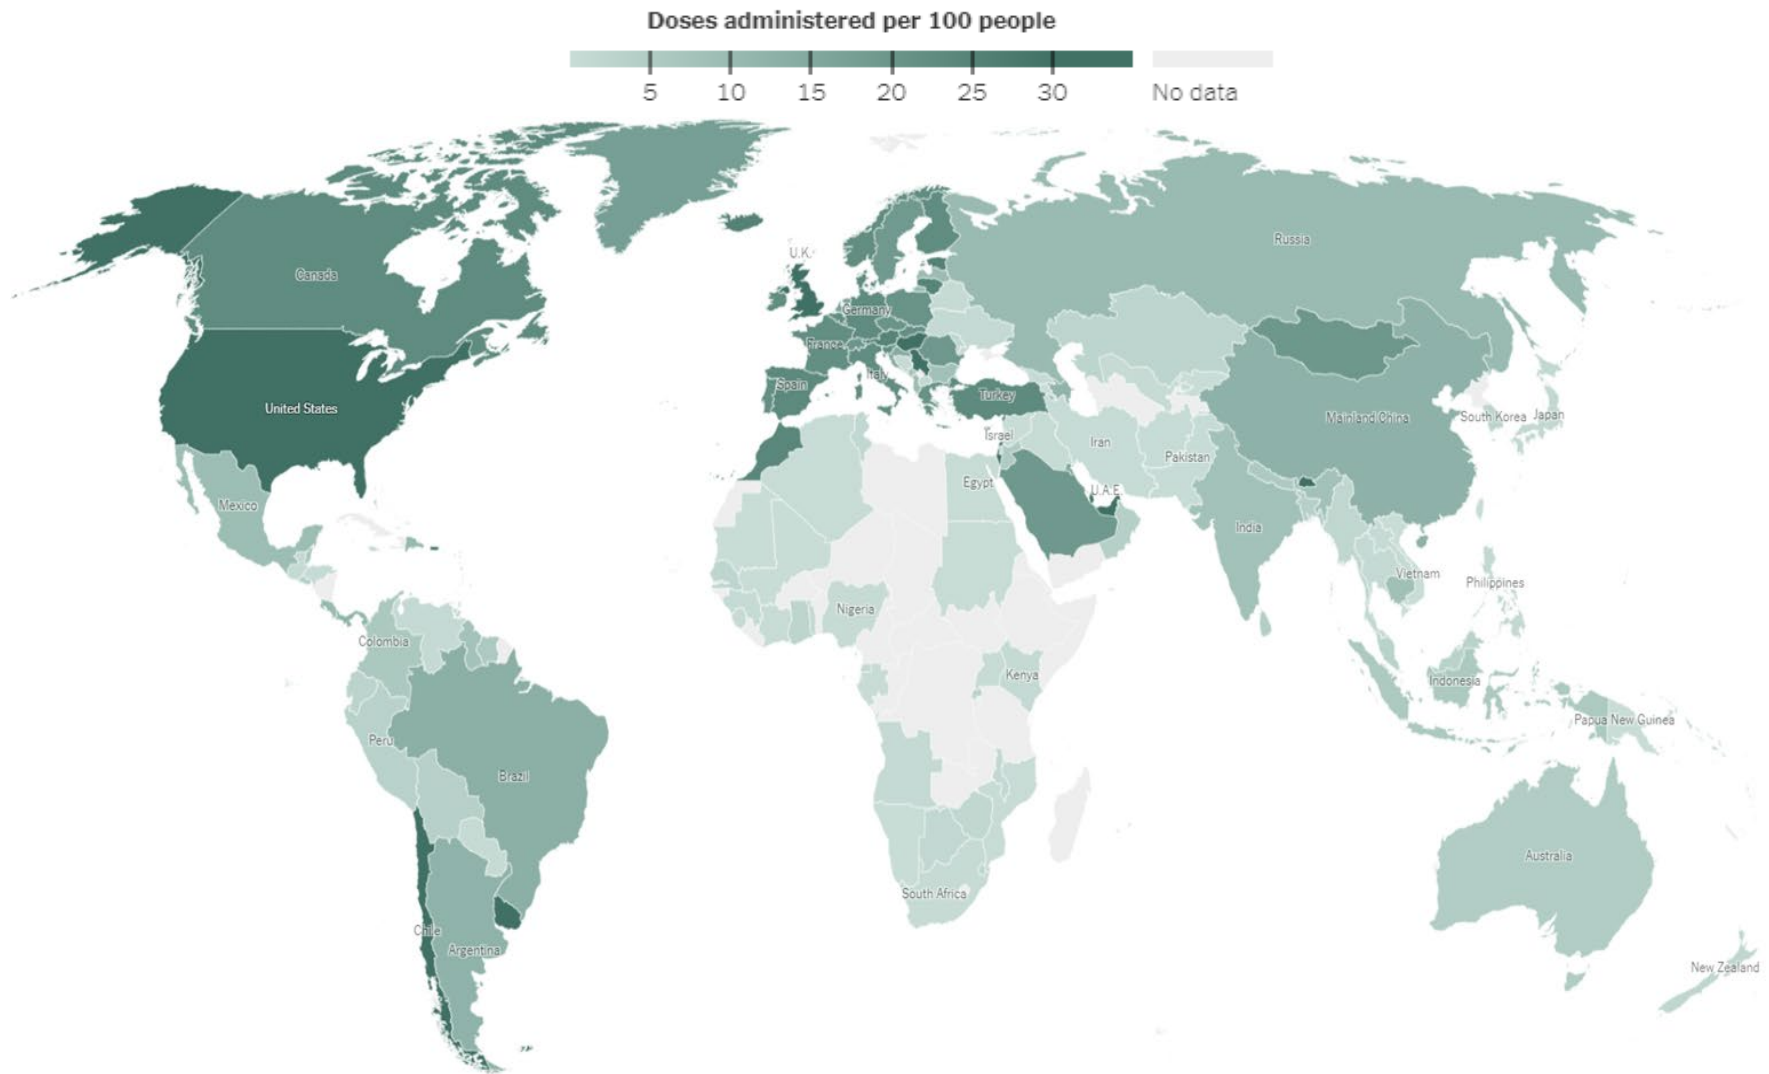 Doses administered per 100 people
5 10 15 20 25 30 No data
Russia
U.K.
Canada
Germany
France
Italy
Spain
Turkey
United States
Mainland China
South Korea
Japan
Israel
Iran
Pakistan
Egypt
U.A.E.
Mexico
India
Vietnam
Philippines
Nigeria
Colombia
Kenya
Indonesia
Papua New Guinea
Peru
Brazil
Australia
South Africa
Chile
Argentina
New Zealand